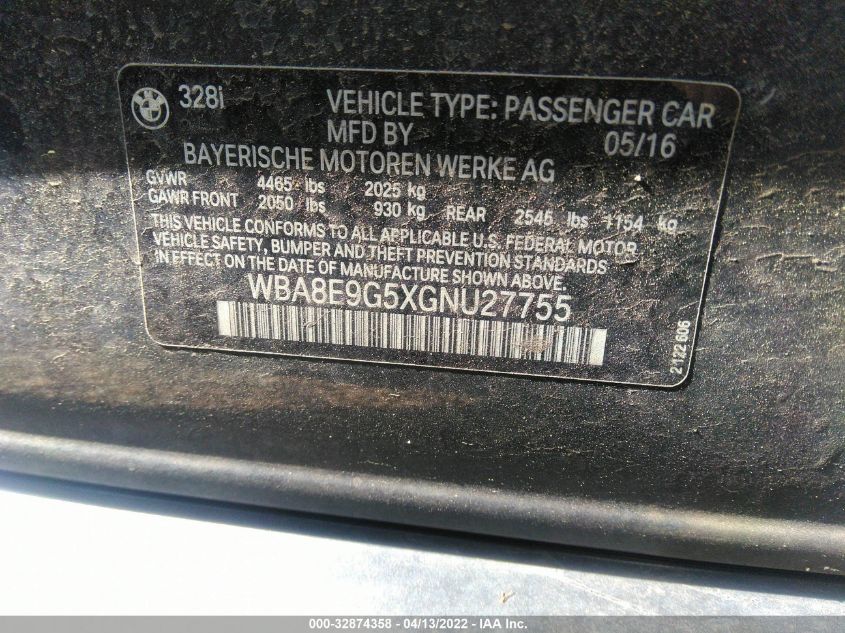 328i VEHICLE TYPE: PASSENGER CAR
MFD BY 05/16
BAYERISCHE MOTOREN WERKE AG
GVWR 4465 lbs 2025 kg
GAWR FRONT 2050 lbs 930 kg REAR 2546 lbs 1154 kg
THIS VEHICLE CONFORMS TO ALL APPLICABLE U.S. FEDERAL MOTOR
VEHICLE SAFETY, BUMPER AND THEFT PREVENTION STANDARDS
IN EFFECT ON THE DATE OF MANUFACTURE SHOWN ABOVE.
WBA8E9G5XGNU27755
2 122 606
000-32874358 - 04/13/2022 - IAA Inc.